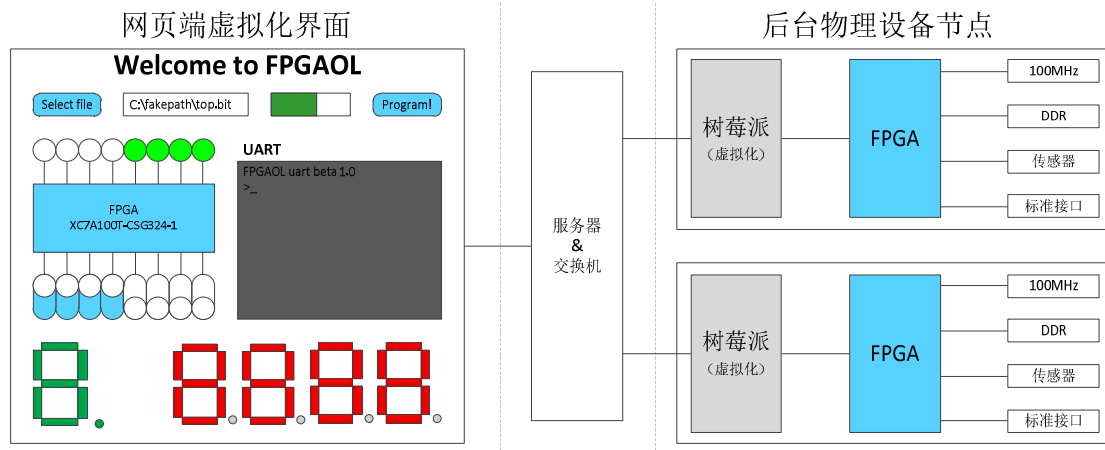 网页端虚拟化界面
Welcome to FPGAOL
Select file
C:\fakepath\top.bit
Program!
UART
FPGAOL uart beta 1.0
>_
FPGA
XC7A100T-CSG324-1
服务器
&
交换机
后台物理设备节点
树莓派
（虚拟化）
FPGA
100MHz
DDR
传感器
标准接口
树莓派
（虚拟化）
FPGA
100MHz
DDR
传感器
标准接口